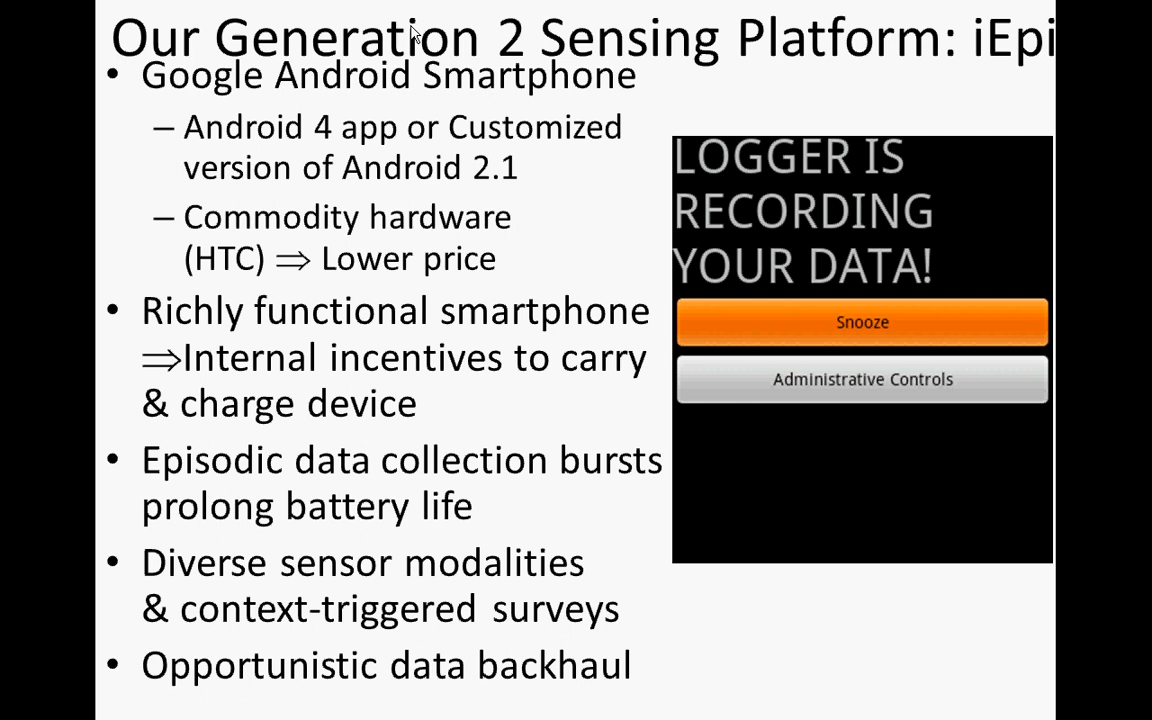 Our Generation 2 Sensing Platform: iEpi
• Google Android Smartphone
– Android 4 app or Customized
version of Android 2.1
– Commodity hardware
(HTC) ⇒ Lower price
• Richly functional smartphone
⇒Internal incentives to carry
& charge device
• Episodic data collection bursts
prolong battery life
• Diverse sensor modalities
& context-triggered surveys
• Opportunistic data backhaul
LOGGER IS
RECORDING
YOUR DATA!
Snooze
Administrative Controls